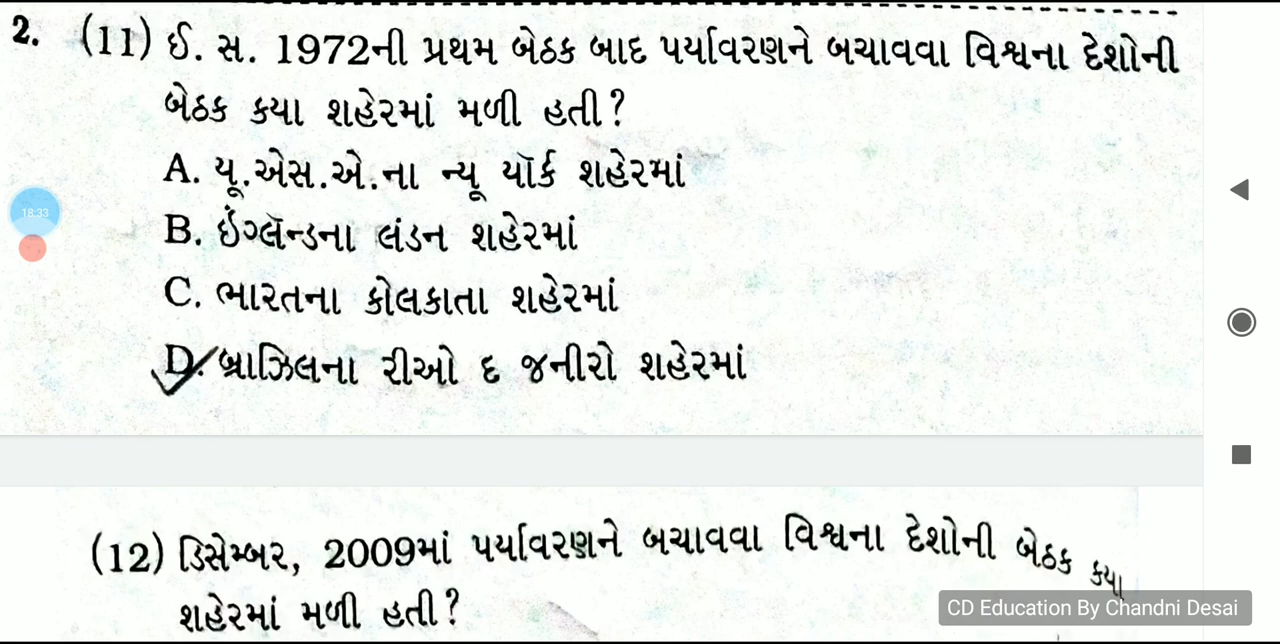 2. (11) ઈ. સ. 1972ની પ્રથમ બેઠક બાદ પર્યાવરણને બચાવવા વિશ્વના દેશોની
બેઠક કયા શહેરમાં મળી હતી?
A. યૂ.એસ.એ.ના ન્યૂ યૉર્ક શહેરમાં
B. ઇંગ્લૅન્ડના લંડન શહેરમાં
C. ભારતના કોલકાતા શહેરમાં
D. બ્રાઝિલના રીઓ દ જનીરો શહેરમાં
18:33
(12) ડિસેમ્બર, 2009માં પર્યાવરણને બચાવવા વિશ્વના દેશોની બેઠક કયા
શહેરમાં મળી હતી?
CD Education By Chandni Desai